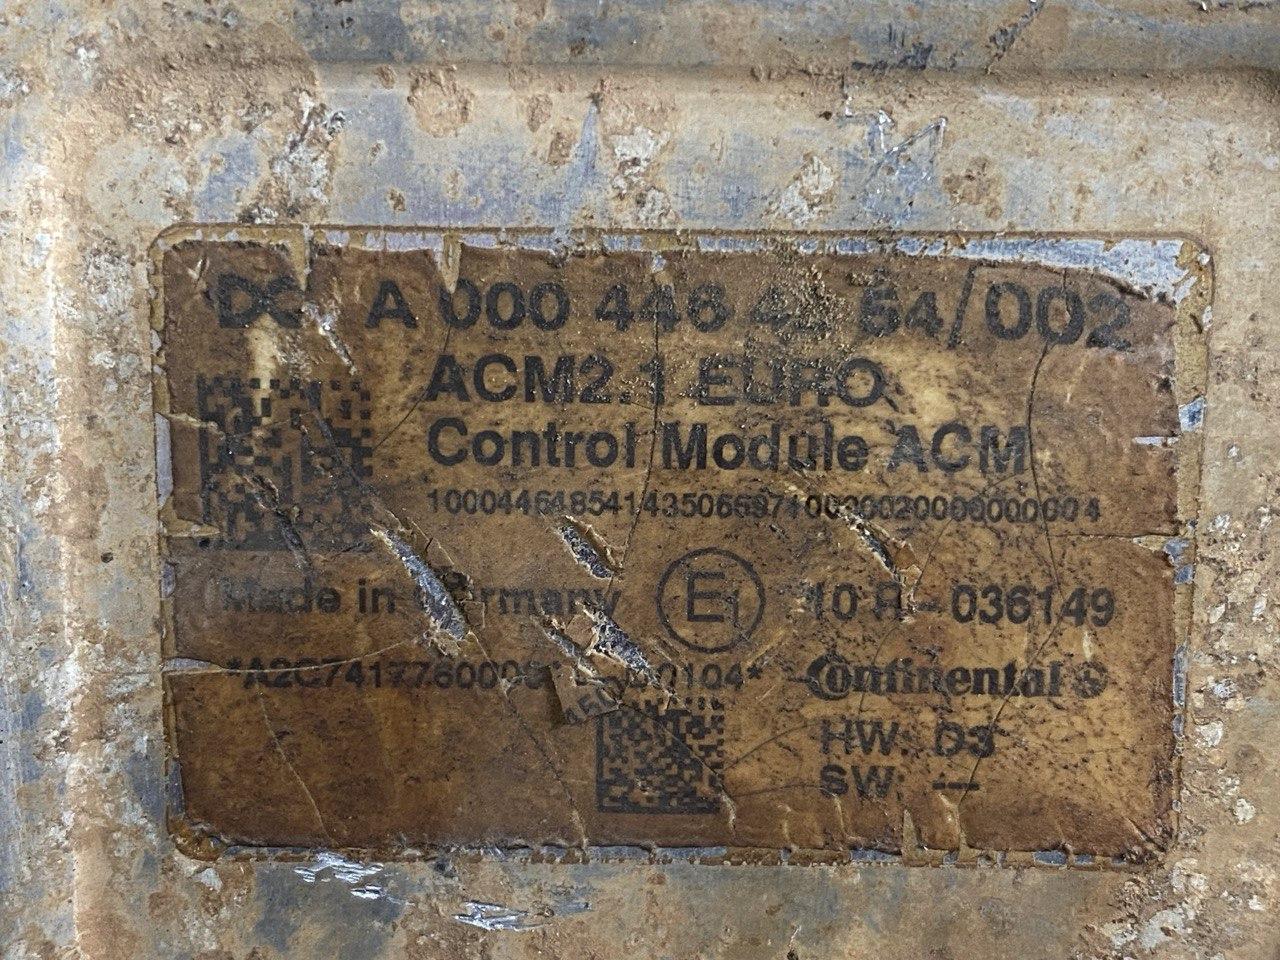 DC A 000 446 54/002
ACM2.1 EURO
Control Module ACM
Made in Germany E1 10 R - 036149
Continental
HW: D3
SW: ---